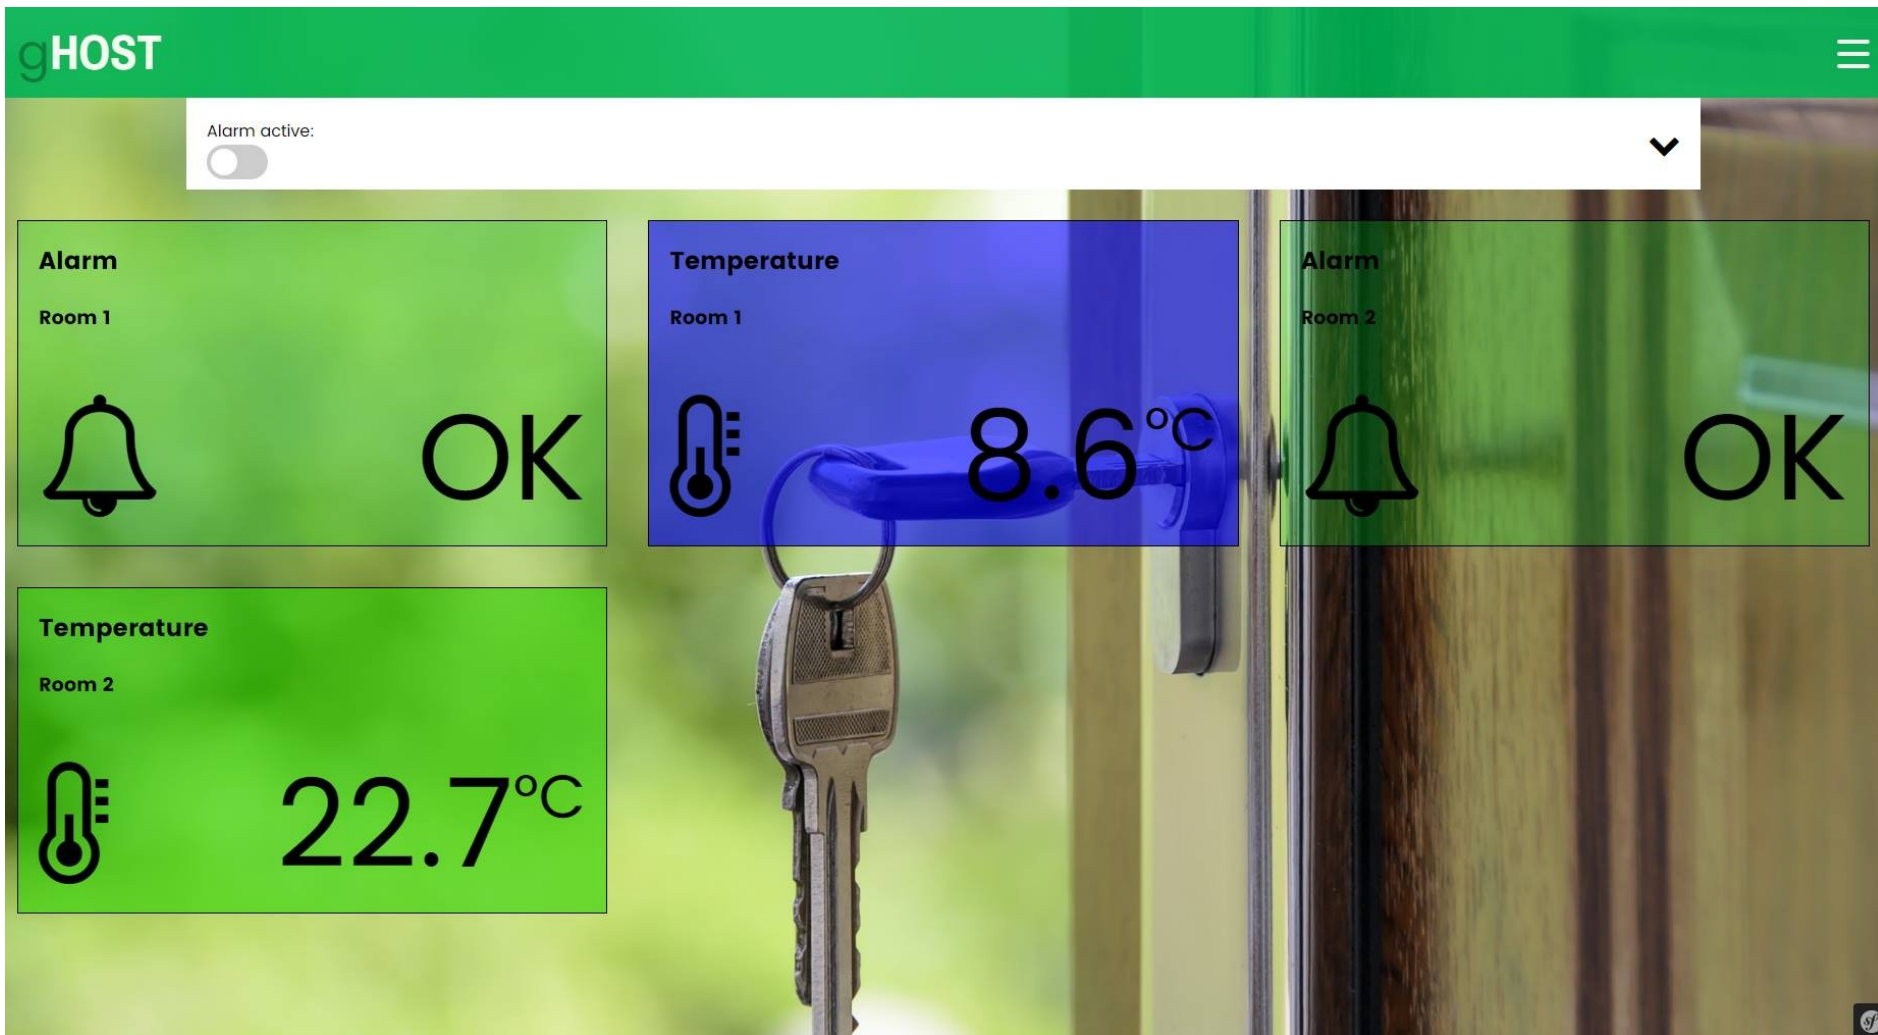 gHOST
Alarm active:
Alarm
Room 1
OK
Temperature
Room 1
8.6°C
Alarm
Room 2
OK
Temperature
Room 2
22.7°C
sf